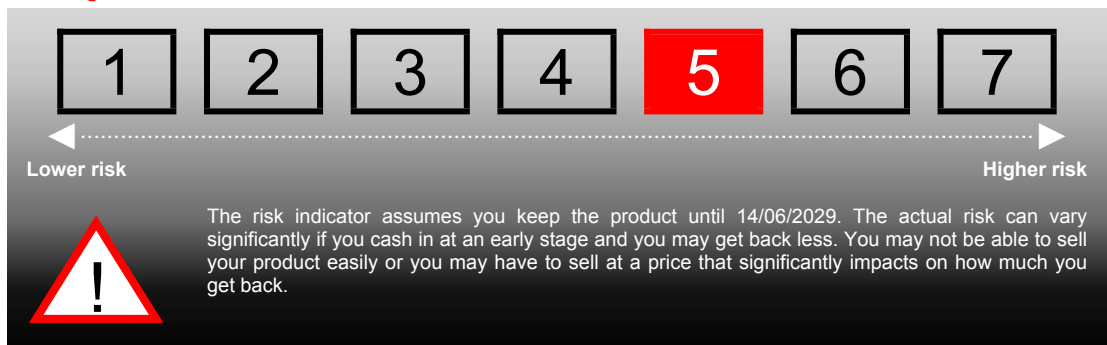 1 2 3 4 5 6 7
Lower risk Higher risk
The risk indicator assumes you keep the product until 14/06/2029. The actual risk can vary
significantly if you cash in at an early stage and you may get back less. You may not be able to sell
your product easily or you may have to sell at a price that significantly impacts on how much you
get back.
!